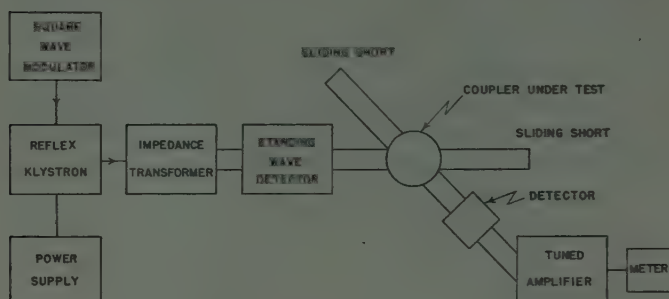 SQUARE
WAVE
MODULATOR
SLIDING SHORT
COUPLER UNDER TEST
REFLEX
KLYSTRON
IMPEDANCE
TRANSFORMER
STANDING
WAVE
DETECTOR
SLIDING SHORT
DETECTOR
POWER
SUPPLY
TUNED
AMPLIFIER
METER